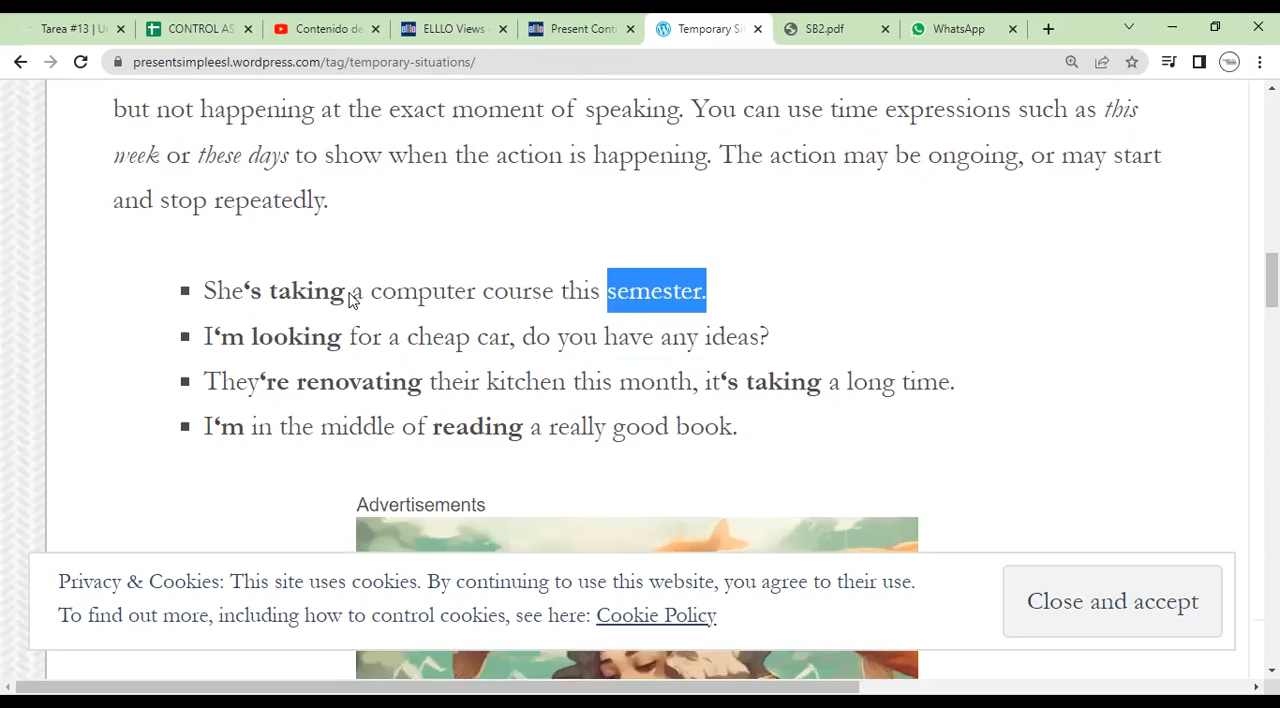 Tarea #13 | U
CONTROL AS
Contenido de
ELLLO Views
Present Cont
Temporary Si
SB2.pdf
WhatsApp
presentsimpleesl.wordpress.com/tag/temporary-situations/
but not happening at the exact moment of speaking. You can use time expressions such as this
week or these days to show when the action is happening. The action may be ongoing, or may start
and stop repeatedly.
She‘s taking a computer course this semester.
I‘m looking for a cheap car, do you have any ideas?
They‘re renovating their kitchen this month, it‘s taking a long time.
I‘m in the middle of reading a really good book.
Advertisements
Privacy & Cookies: This site uses cookies. By continuing to use this website, you agree to their use.
To find out more, including how to control cookies, see here: Cookie Policy
Close and accept